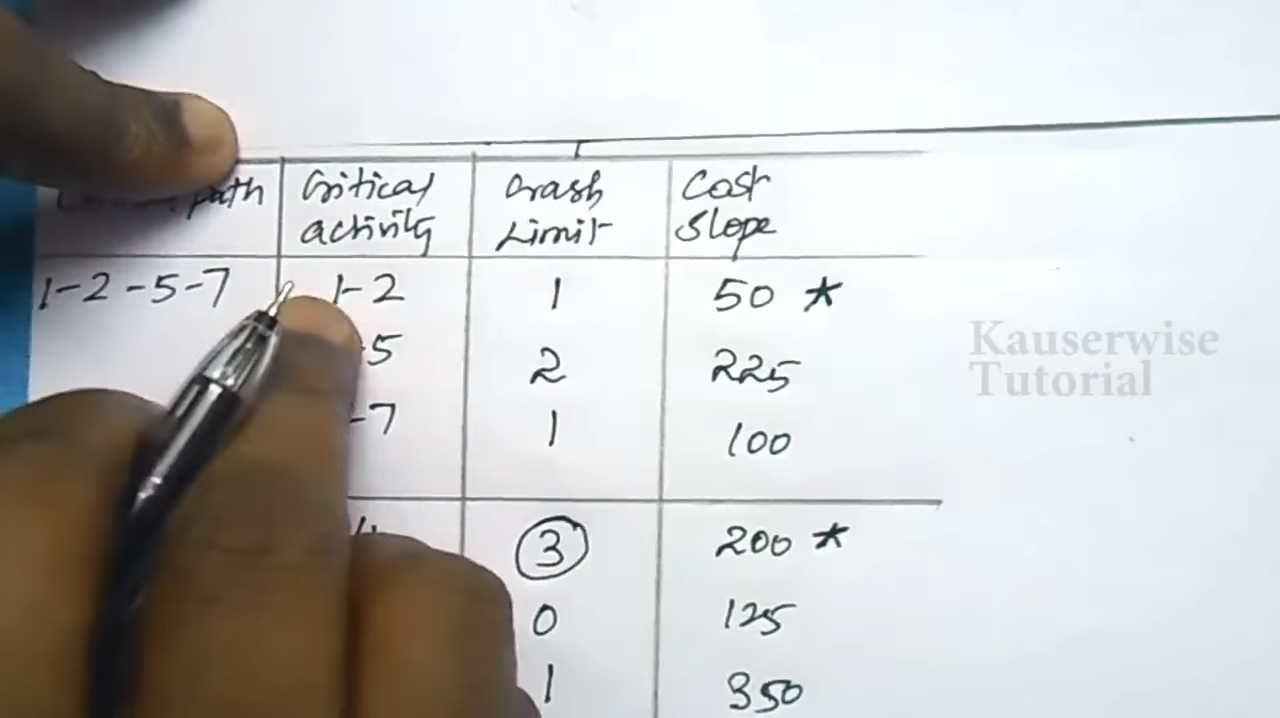 path Critical activity Crash Limit Cost Slope
1-2-5-7 1-2 1 50 *
-5 2 225
-7 1 100
3 200 *
0 125
1 350
Kauserwise
Tutorial